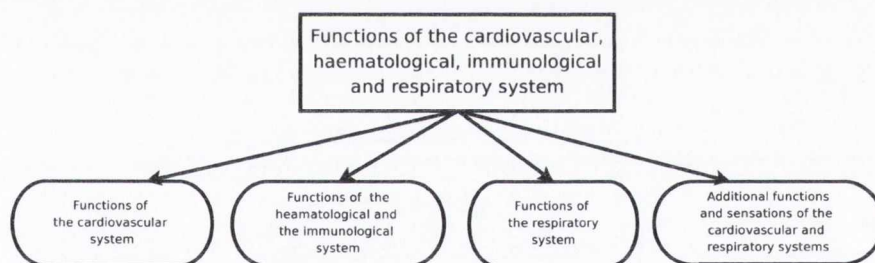 Functions of the cardiovascular,
haematological, immunological
and respiratory system
Functions of
the cardiovascular
system
Functions of the
heamatological and
the immunological
system
Functions of
the respiratory
system
Additional functions
and sensations of the
cardiovascular and
respiratory systems